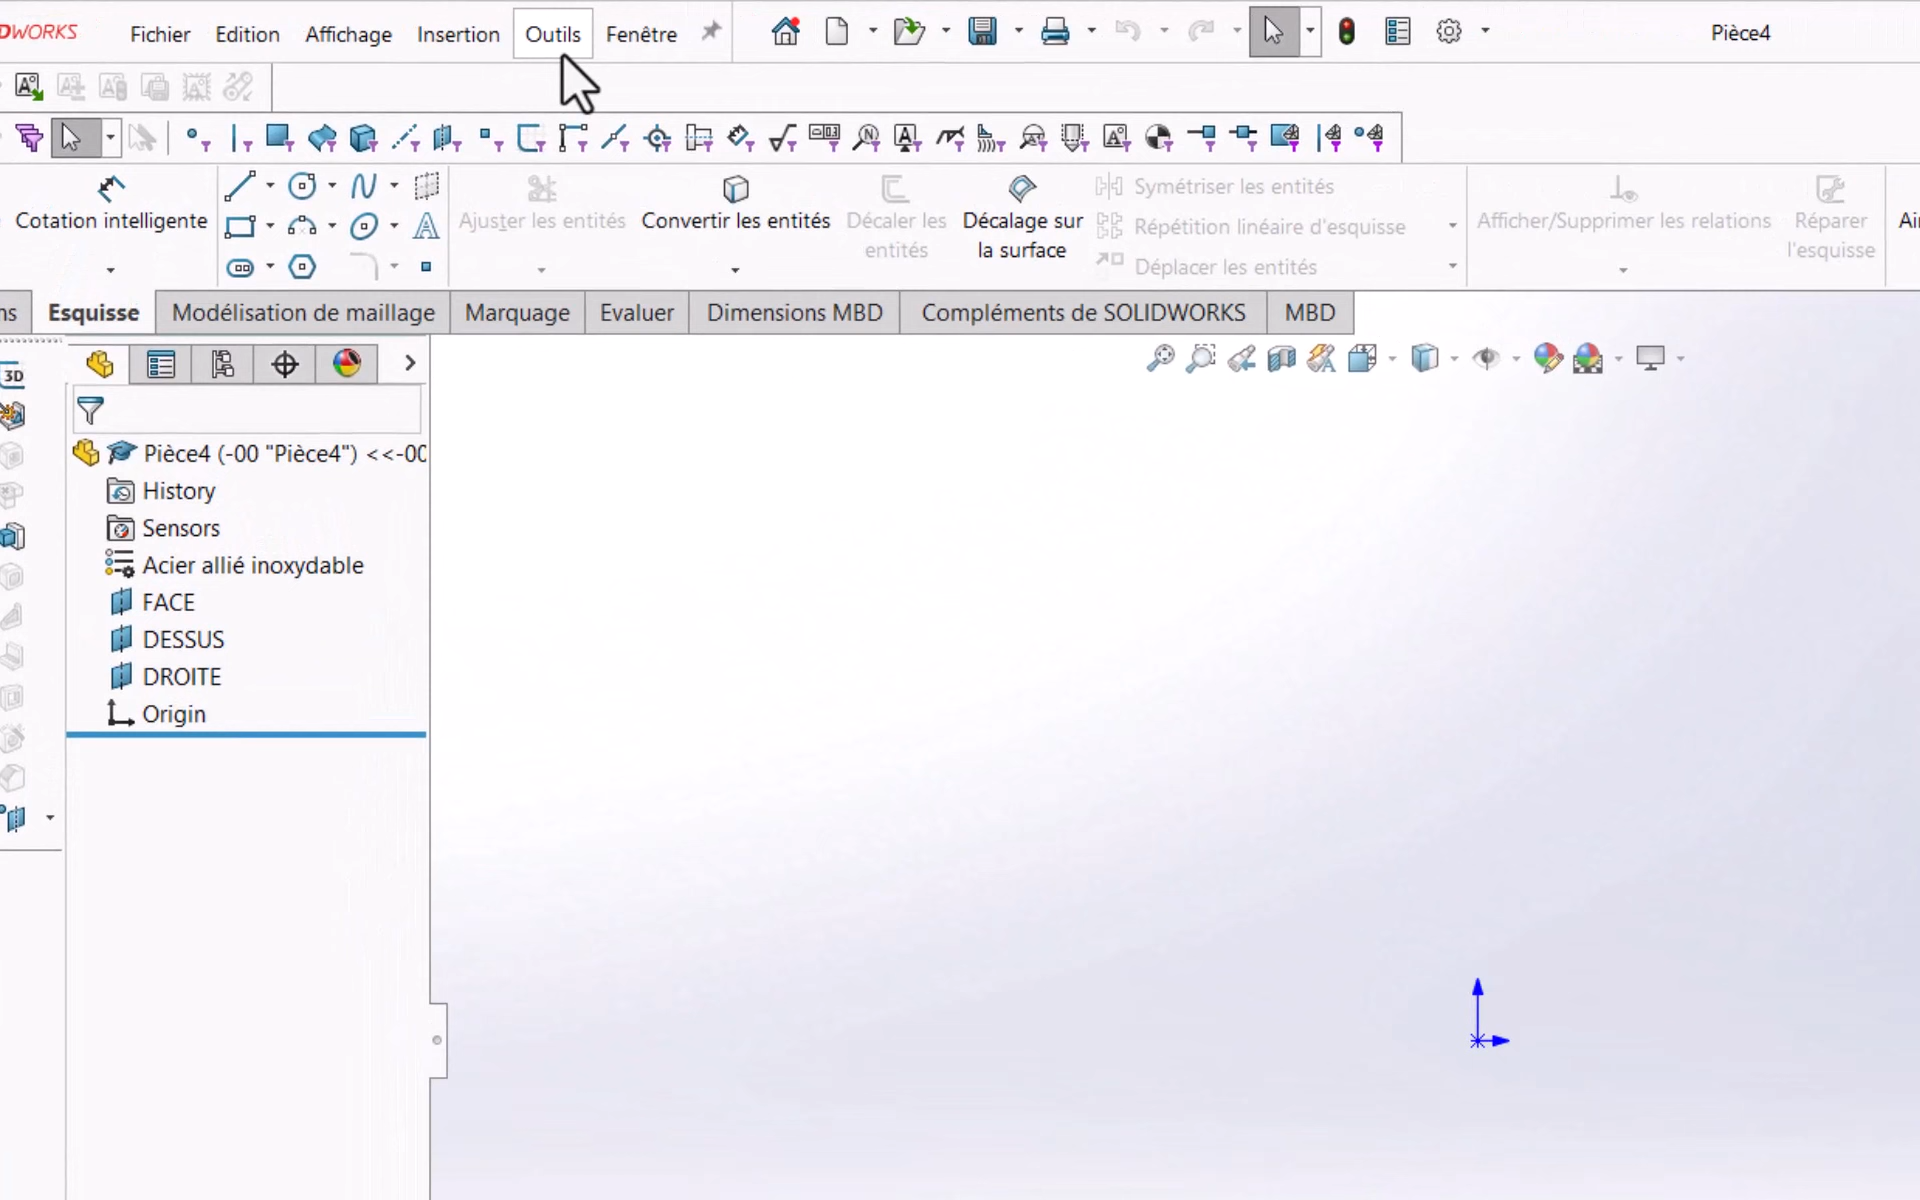 DWORKS Fichier Edition Affichage Insertion Outils Fenêtre Pièce4
Cotation intelligente Ajuster les entités Convertir les entités Décaler les entités Décalage sur la surface Symétriser les entités Afficher/Supprimer les relations Réparer l'esquisse
Répétition linéaire d'esquisse
Déplacer les entités
Esquisse Modélisation de maillage Marquage Evaluer Dimensions MBD Compléments de SOLIDWORKS MBD
3D
Pièce4 (-00 "Pièce4") <<-00
History
Sensors
Acier allié inoxydable
FACE
DESSUS
DROITE
Origin